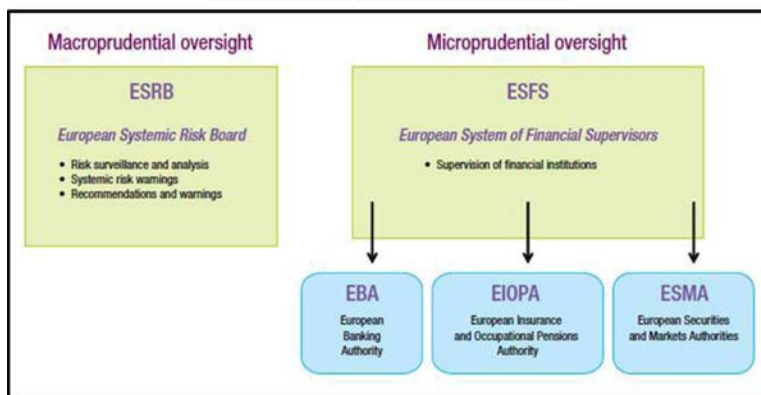 Macroprudential oversight
ESRB
European Systemic Risk Board
• Risk surveillance and analysis
• Systemic risk warnings
• Recommendations and warnings
Microprudential oversight
ESFS
European System of Financial Supervisors
• Supervision of financial institutions
EBA
European
Banking
Authority
EIOPA
European Insurance
and Occupational Pensions
Authority
ESMA
European Securities
and Markets Authorities